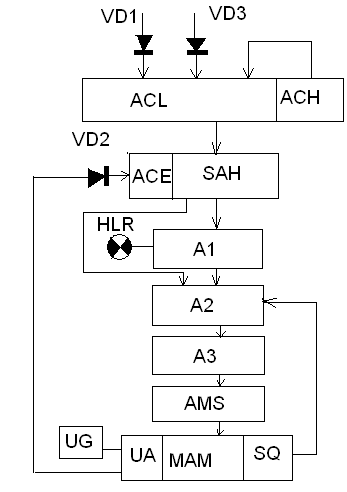 VD1 VD3
ACL ACH
VD2
ACE SAH
HLR
A1
A2
A3
AMS
UG UA MAM SQ